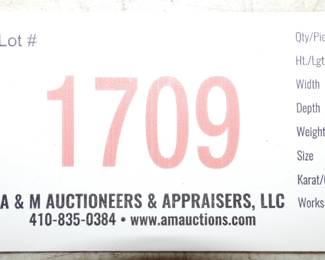 Lot #
1709
A & M AUCTIONEERS & APPRAISERS, LLC
410-835-0384 • www.amauctions.com
Qty/Pie
Ht./Lgt
Width
Depth
Weight
Size
Karat/
Works